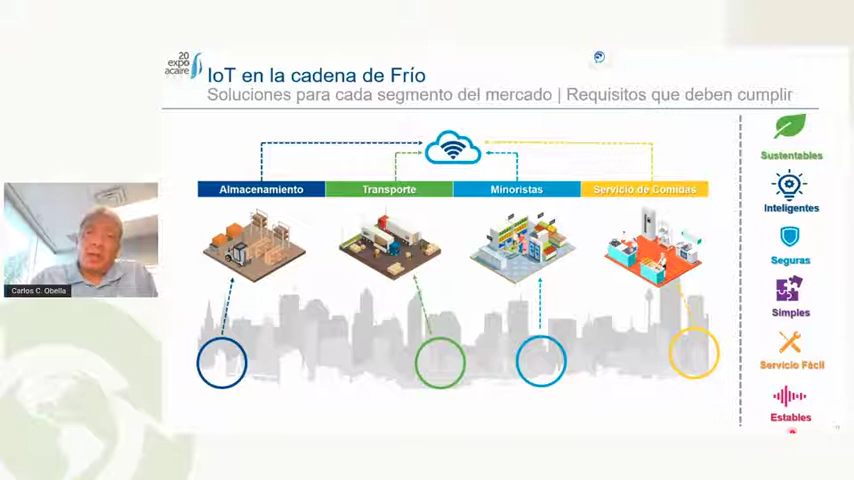 20
expo
acaire
IoT en la cadena de Frío
Soluciones para cada segmento del mercado | Requisitos que deben cumplir
Almacenamiento
Transporte
Minoristas
Servicio de Comidas
Sustentables
Inteligentes
Seguras
Simples
Servicio Fácil
Estables
Carlos C. Obella